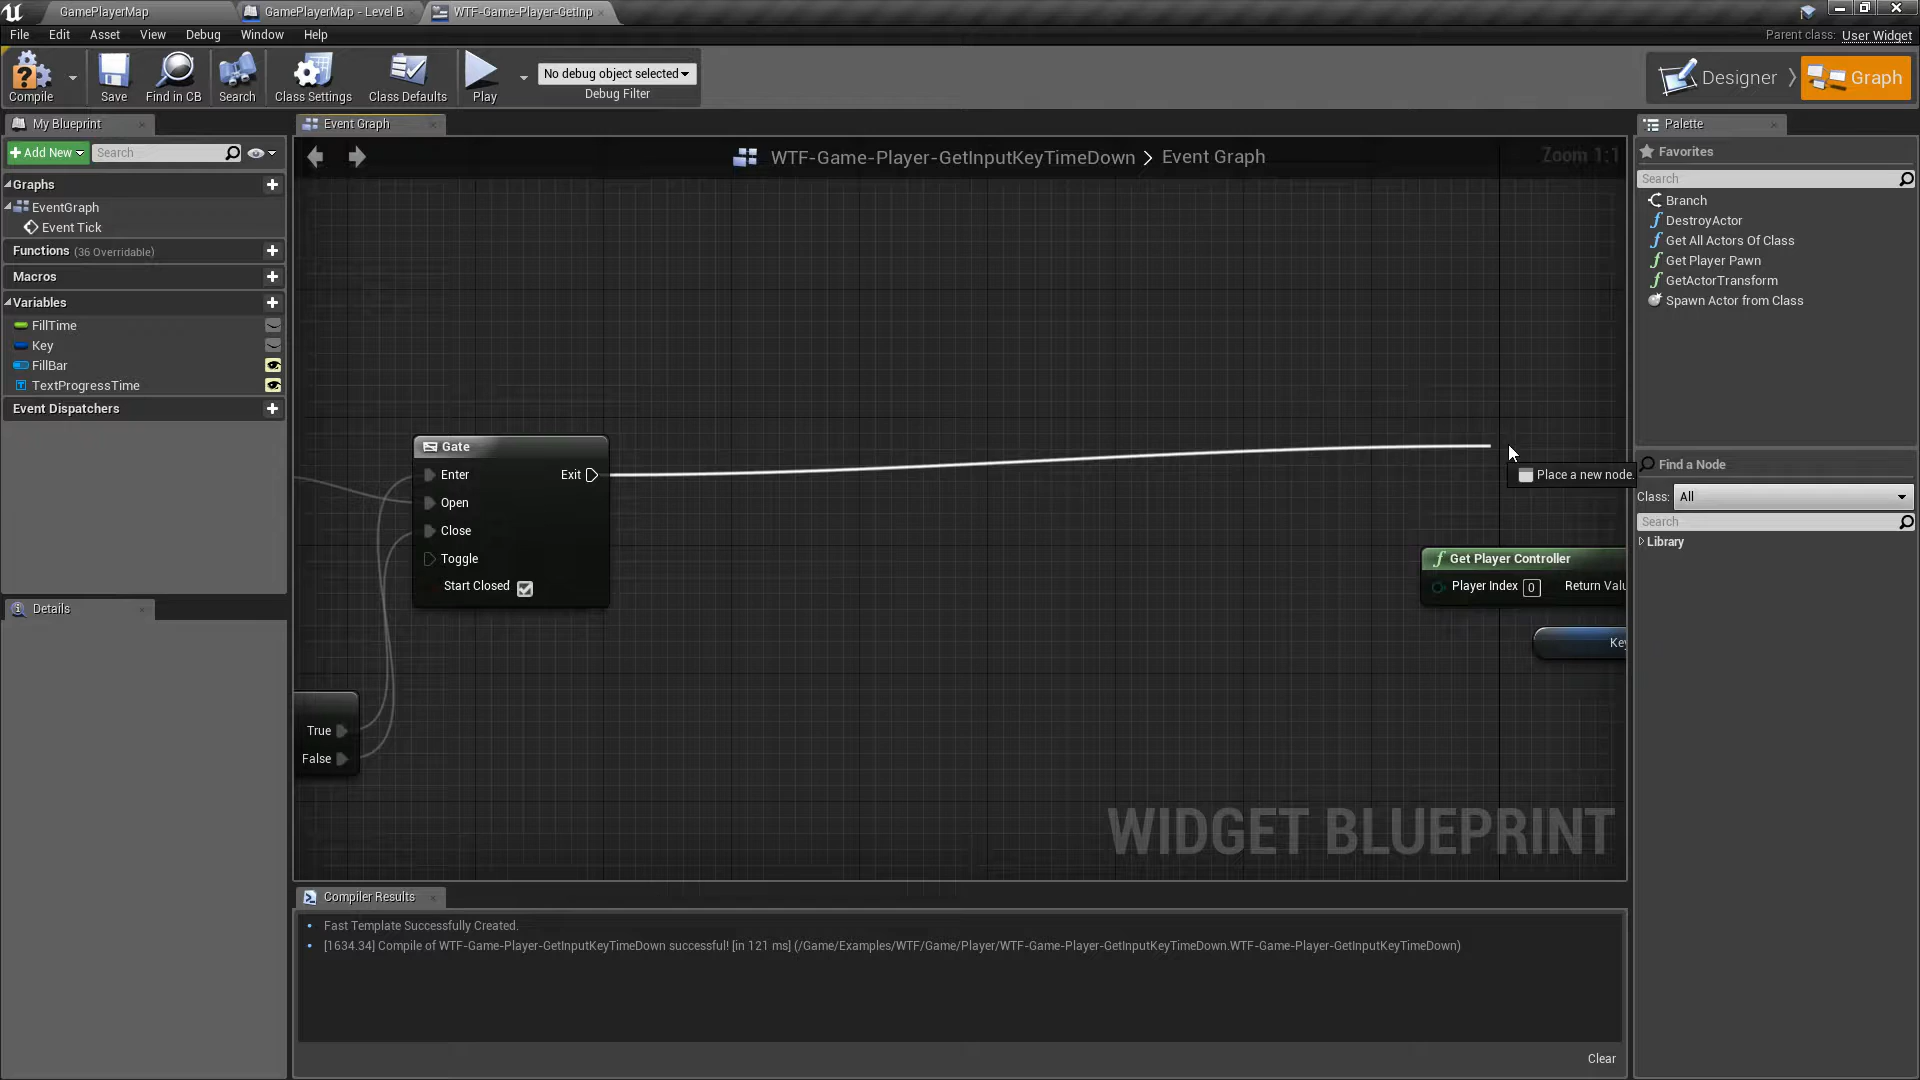 GamePlayerMap
GamePlayerMap - Level B
WTF-Game-Player-GetInp
File Edit Asset View Debug Window Help
Parent class: User Widget
Compile
Save
Find in CB
Search
Class Settings
Class Defaults
Play
No debug object selected
Debug Filter
Designer
Graph
My Blueprint
Add New
Search
Graphs
EventGraph
Event Tick
Functions (36 Overridable)
Macros
Variables
FillTime
Key
FillBar
TextProgressTime
Event Dispatchers
Details
Event Graph
WTF-Game-Player-GetInputKeyTimeDown > Event Graph
Zoom 1:1
Gate
Enter
Exit
Open
Close
Toggle
Start Closed
True
False
Place a new node.
Get Player Controller
Player Index 0
Return Valu
Key
WIDGET BLUEPRINT
Compiler Results
Fast Template Successfully Created.
[1634.34] Compile of WTF-Game-Player-GetInputKeyTimeDown successful! [in 121 ms] (/Game/Examples/WTF/Game/Player/WTF-Game-Player-GetInputKeyTimeDown.WTF-Game-Player-GetInputKeyTimeDown)
Clear
Palette
Favorites
Search
Branch
DestroyActor
Get All Actors Of Class
Get Player Pawn
GetActorTransform
Spawn Actor from Class
Find a Node
Class: All
Search
Library